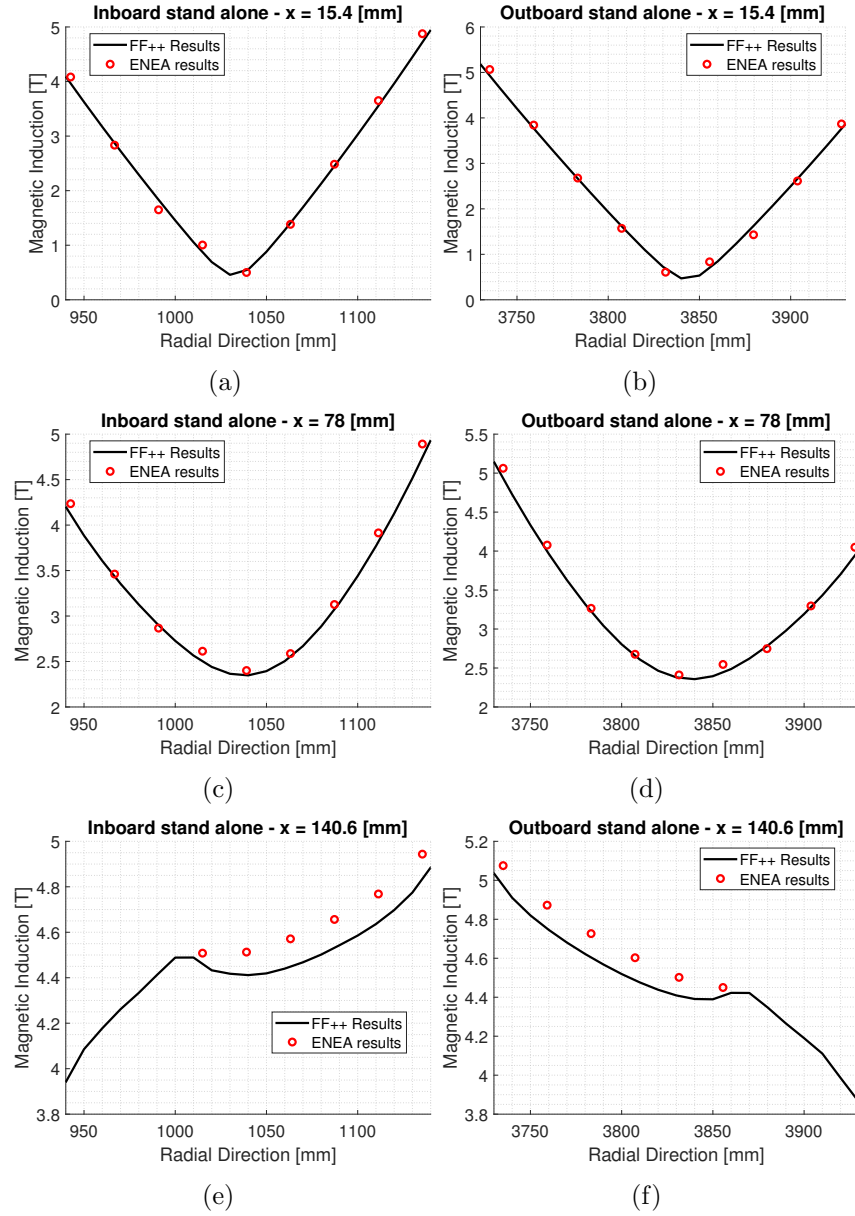 Inboard stand alone - x = 15.4 [mm]
5
4
3
2
1
0
Magnetic Induction [T]
FF++ Results
ENEA results
950 1000 1050 1100
Radial Direction [mm]
(a)
Outboard stand alone - x = 15.4 [mm]
6
5
4
3
2
1
0
Magnetic Induction [T]
FF++ Results
ENEA results
3750 3800 3850 3900
Radial Direction [mm]
(b)
Inboard stand alone - x = 78 [mm]
5
4.5
4
3.5
3
2.5
2
Magnetic Induction [T]
FF++ Results
ENEA results
950 1000 1050 1100
Radial Direction [mm]
(c)
Outboard stand alone - x = 78 [mm]
5.5
5
4.5
4
3.5
3
2.5
2
Magnetic Induction [T]
FF++ Results
ENEA results
3750 3800 3850 3900
Radial Direction [mm]
(d)
Inboard stand alone - x = 140.6 [mm]
5
4.8
4.6
4.4
4.2
4
3.8
Magnetic Induction [T]
FF++ Results
ENEA results
950 1000 1050 1100
Radial Direction [mm]
(e)
Outboard stand alone - x = 140.6 [mm]
5.2
5
4.8
4.6
4.4
4.2
4
3.8
Magnetic Induction [T]
FF++ Results
ENEA results
3750 3800 3850 3900
Radial Direction [mm]
(f)